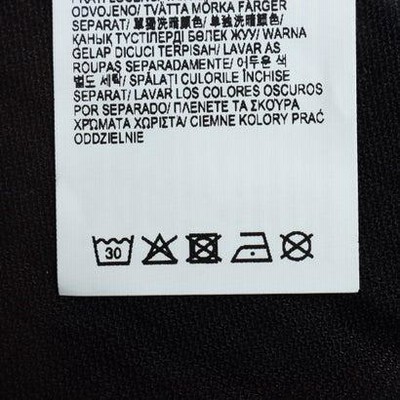 ODVOJENO/ TVÄTTA MÖRKA FÄRGER
SEPARAT/ 單獨洗暗顏色/ 单独洗暗颜色/
ҚАНЫҚ ТҮСТІЛЕРДІ БӨЛЕК ЖУУ/ WARNA
GELAP DICUCI TERPISAH/ LAVAR AS
ROUPAS SEPARADAMENTE/ 어두운 색
별도 세탁/ SPĂLAȚI CULORILE ÎNCHISE
SEPARAT/ LAVAR LOS COLORES OSCUROS
POR SEPARADO/ ΠΛΕΝΕΤΕ ΤΑ ΣΚΟΥΡΑ
ΧΡΩΜΑΤΑ ΧΩΡΙΣΤΑ/ CIEMNE KOLORY PRAĆ
ODDZIELNIE
30